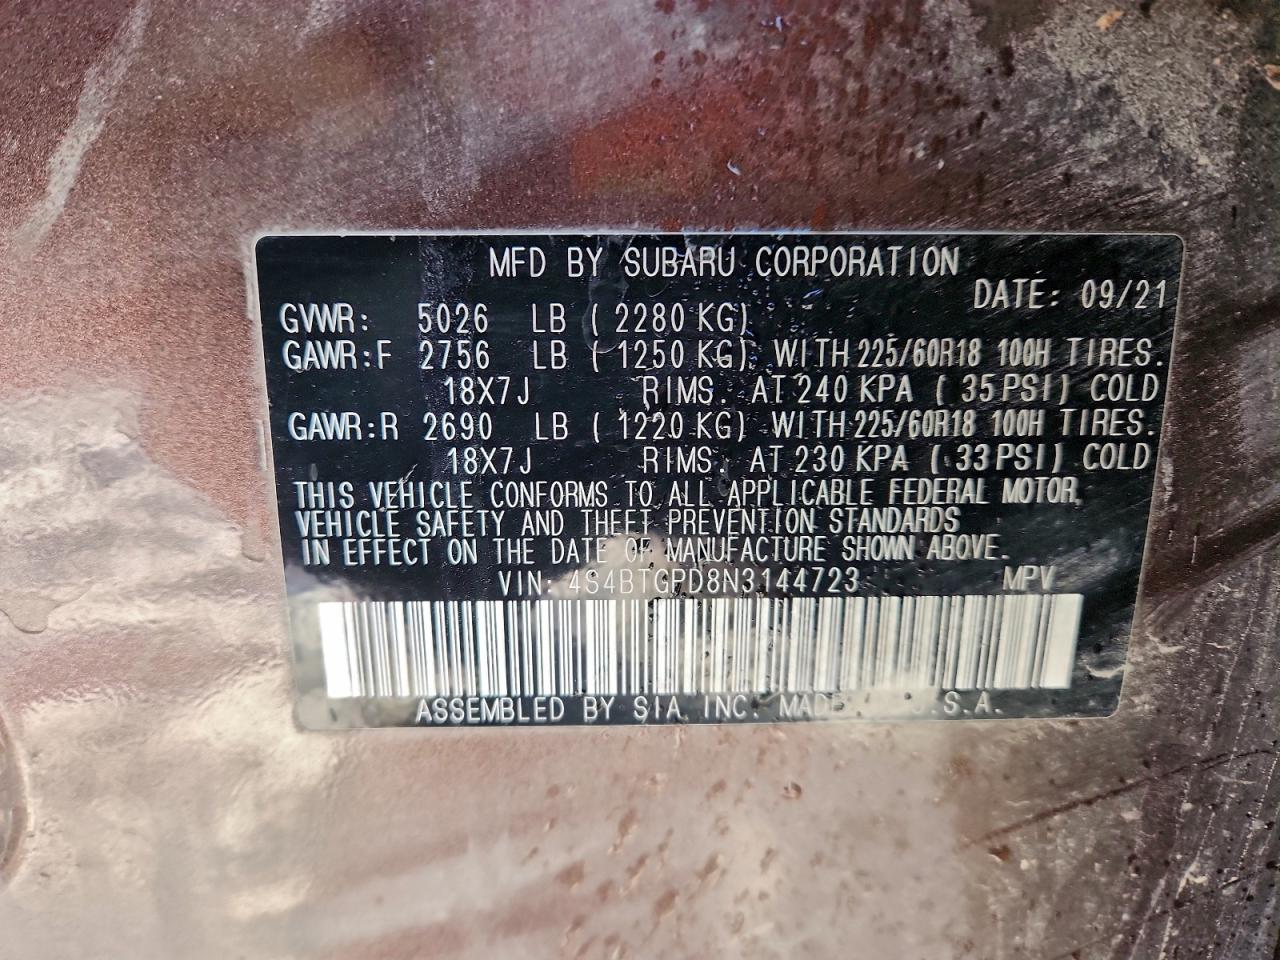 MFD BY SUBARU CORPORATION
DATE: 09/21
GVWR: 5026 LB ( 2280 KG)
GAWR:F 2756 LB ( 1250 KG) WITH 225/60R18 100H TIRES.
18X7J RIMS. AT 240 KPA ( 35 PSI) COLD
GAWR:R 2690 LB ( 1220 KG) WITH 225/60R18 100H TIRES.
18X7J RIMS. AT 230 KPA ( 33 PSI) COLD
THIS VEHICLE CONFORMS TO ALL APPLICABLE FEDERAL MOTOR
VEHICLE SAFETY AND THEFT PREVENTION STANDARDS
IN EFFECT ON THE DATE OF MANUFACTURE SHOWN ABOVE.
VIN: 4S4BTGPD8N3144723 MPV
ASSEMBLED BY SIA INC. MADE U.S.A.